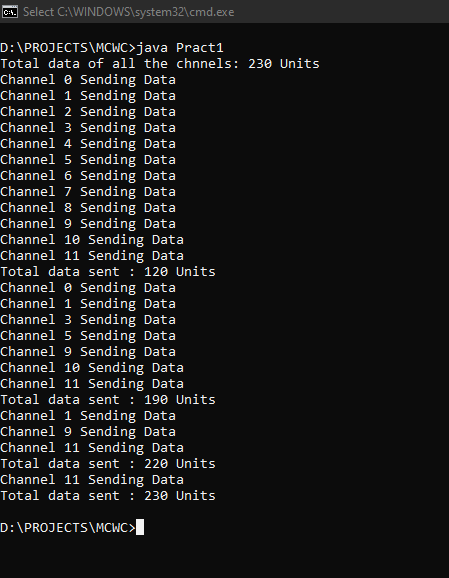 Select C:\WINDOWS\system32\cmd.exe
D:\PROJECTS\MCWC>java Pract1
Total data of all the chnnels: 230 Units
Channel 0 Sending Data
Channel 1 Sending Data
Channel 2 Sending Data
Channel 3 Sending Data
Channel 4 Sending Data
Channel 5 Sending Data
Channel 6 Sending Data
Channel 7 Sending Data
Channel 8 Sending Data
Channel 9 Sending Data
Channel 10 Sending Data
Channel 11 Sending Data
Total data sent : 120 Units
Channel 0 Sending Data
Channel 1 Sending Data
Channel 3 Sending Data
Channel 5 Sending Data
Channel 9 Sending Data
Channel 10 Sending Data
Channel 11 Sending Data
Total data sent : 190 Units
Channel 1 Sending Data
Channel 9 Sending Data
Channel 11 Sending Data
Total data sent : 220 Units
Channel 11 Sending Data
Total data sent : 230 Units
D:\PROJECTS\MCWC>